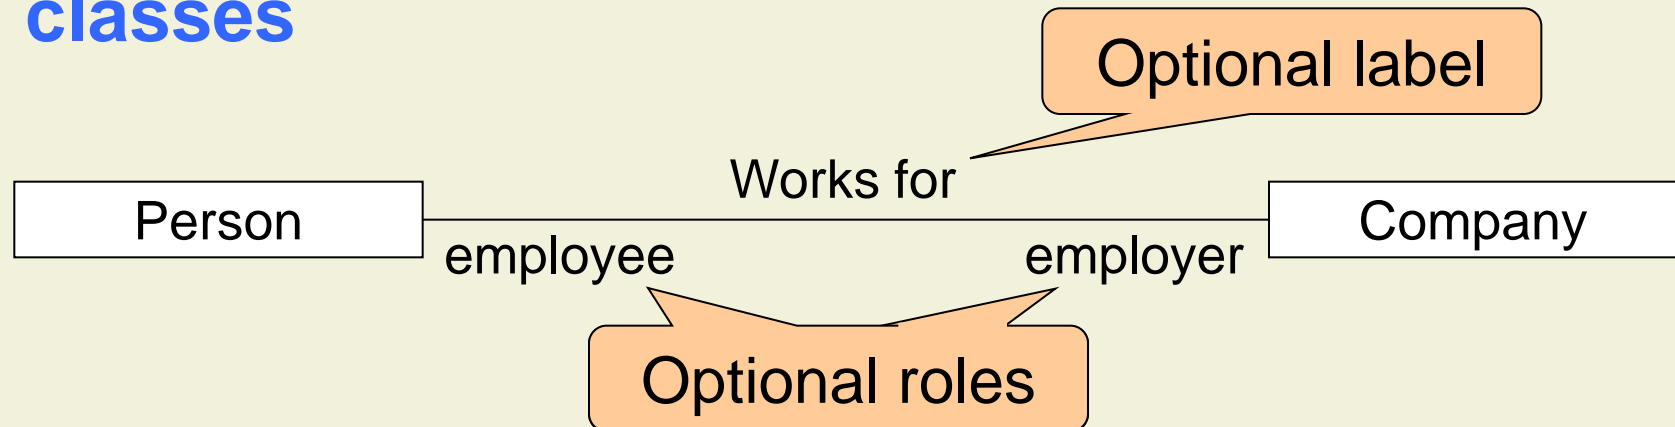 classes
Optional label
Works for
Person
Company
employee
employer
Optional roles